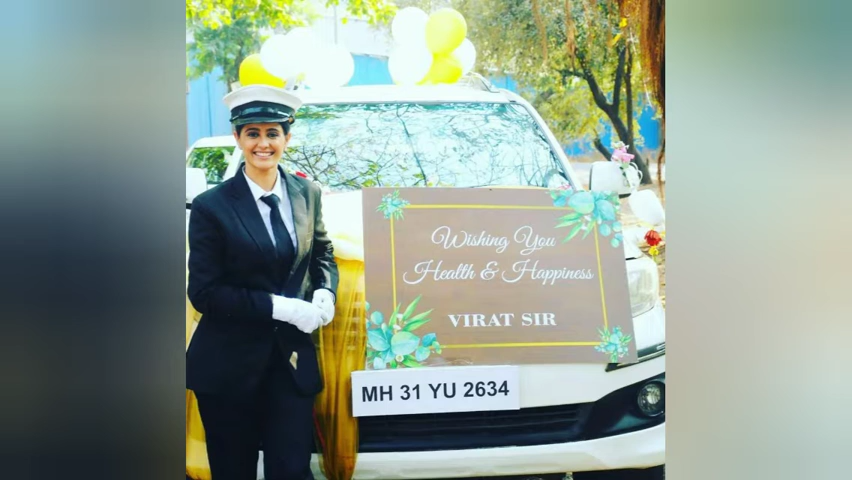 Wishing You
Health & Happiness
VIRAT SIR
MH 31 YU 2634